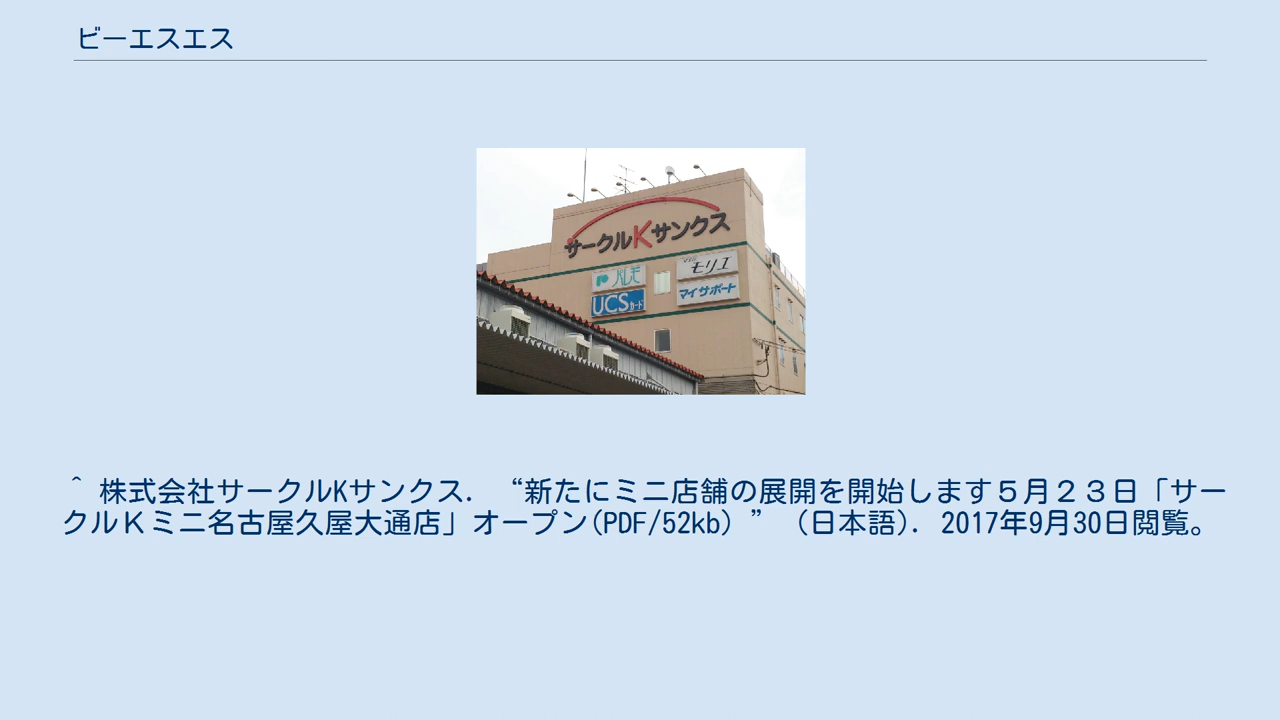 ビーエスエス
サークルKサンクス
パレモ
モリエ
UCSカード
マイサポート
^ 株式会社サークルKサンクス. “新たにミニ店舗の展開を開始します５月２３日「サー
クルＫミニ名古屋久屋大通店」オープン(PDF/52kb) ” (日本語). 2017年9月30日閲覧。